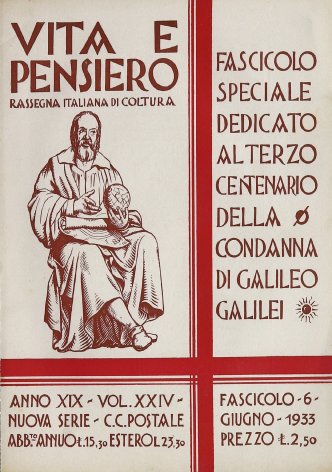 VITA E
PENSIERO
RASSEGNA ITALIANA DI COLTURA
FASCICOLO
SPECIALE
DEDICATO
AL TERZO
CENTENARIO
DELLA
CONDANNA
DI GALILEO
GALILEI
ANNO XIX - VOL. XXIV -
NUOVA SERIE - C.C. POSTALE
ABB.TO ANNUO £.15,30 ESTERO L 23.30
FASCICOLO - 6 -
GIUGNO - 1933
PREZZO £.2,50